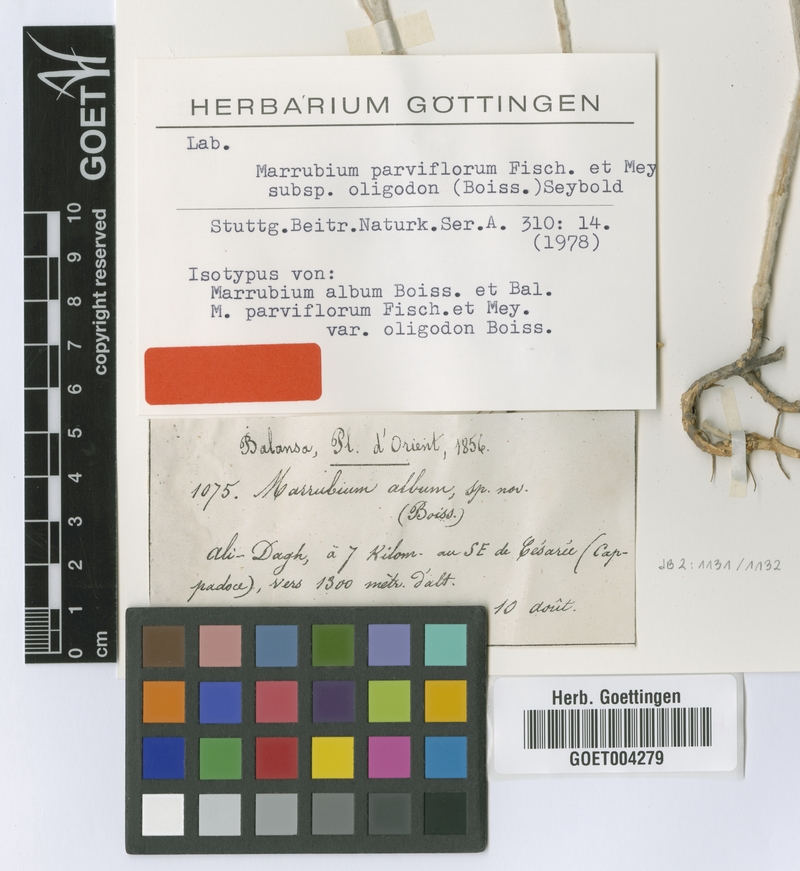 HERBARIUM GÖTTINGEN
Lab.
Marrubium parviflorum Fisch. et Mey
subsp. oligodon (Boiss.)Seybold
Stuttg.Beitr.Naturk.Ser.A. 310: 14.
(1978)
Isotypus von:
Marrubium album Boiss. et Bal.
M. parviflorum Fisch.et Mey.
var. oligodon Boiss.
Balansa, Pl. d'Orient, 1856.
1075. Marrubium album, sp. nov.
(Boiss.)
Ali-Dagh, à 7 Kilom. au SE de Césarée (Cap-
padoce), vers 1300 mètr. d'alt.
10 août.
JB 2: 1131/1132
Herb. Goettingen
GOET004279
GOET
copyright reserved
10
9
8
7
6
5
4
3
2
1
0
cm